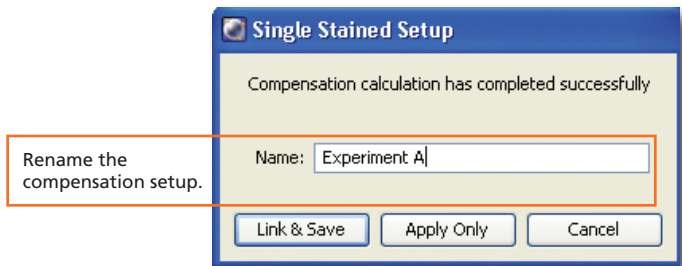 Single Stained Setup
Compensation calculation has completed successfully
Rename the
compensation setup.
Name: Experiment A
Link & Save Apply Only Cancel